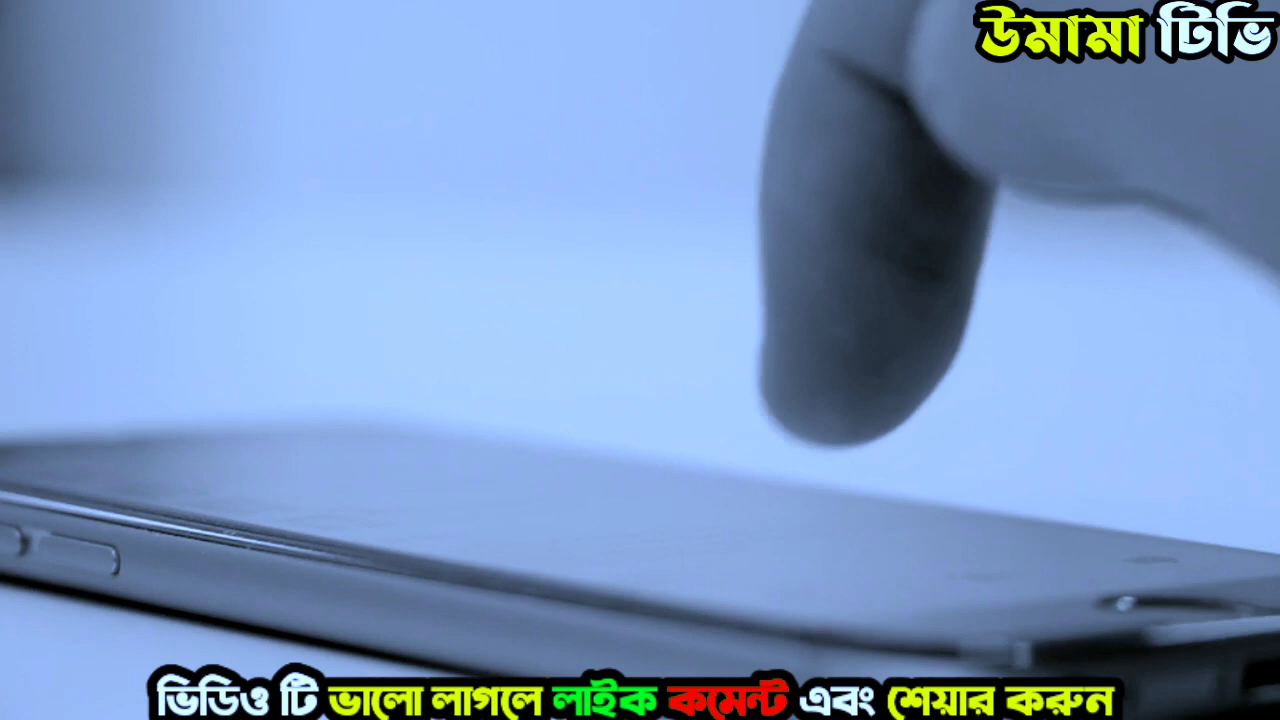 উমামা টিভি
ভিডিও টি ভালো লাগলে লাইক কমেন্ট এবং শেয়ার করুন